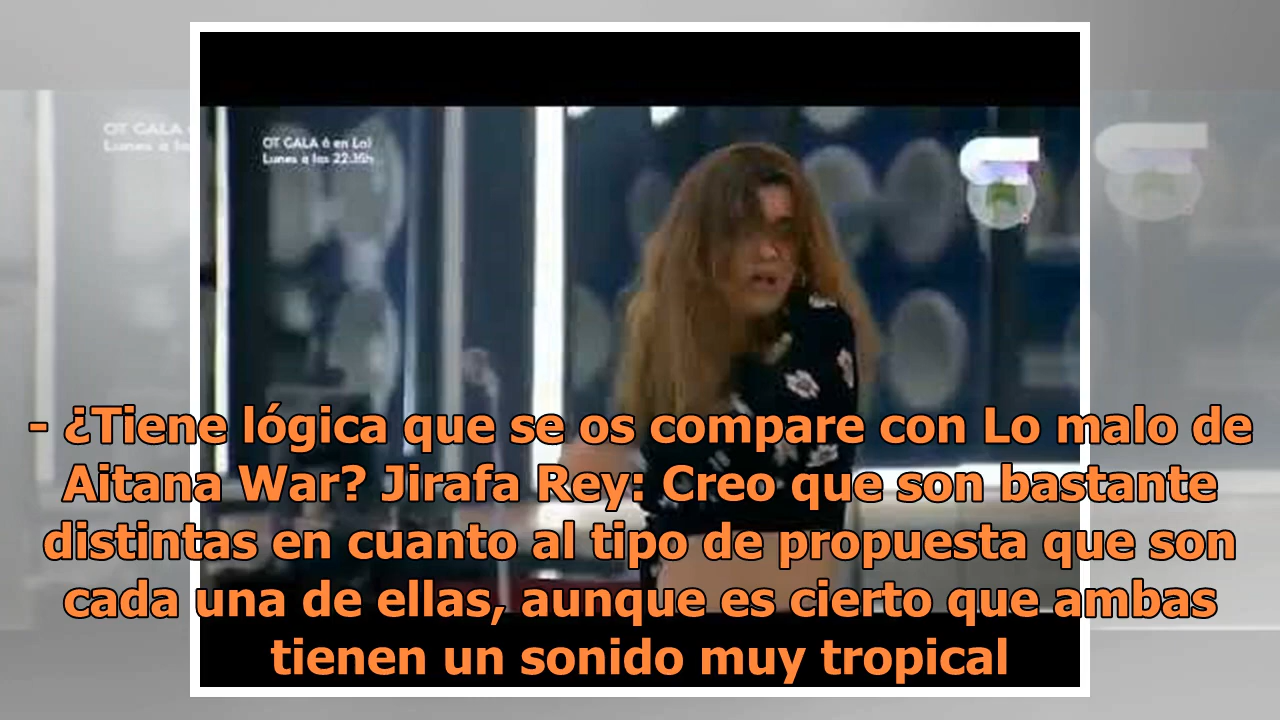 OT GALA 6 en La1
Lunes a las 22:35h
- ¿Tiene lógica que se os compare con Lo malo de
Aitana War? Jirafa Rey: Creo que son bastante
distintas en cuanto al tipo de propuesta que son
cada una de ellas, aunque es cierto que ambas
tienen un sonido muy tropical